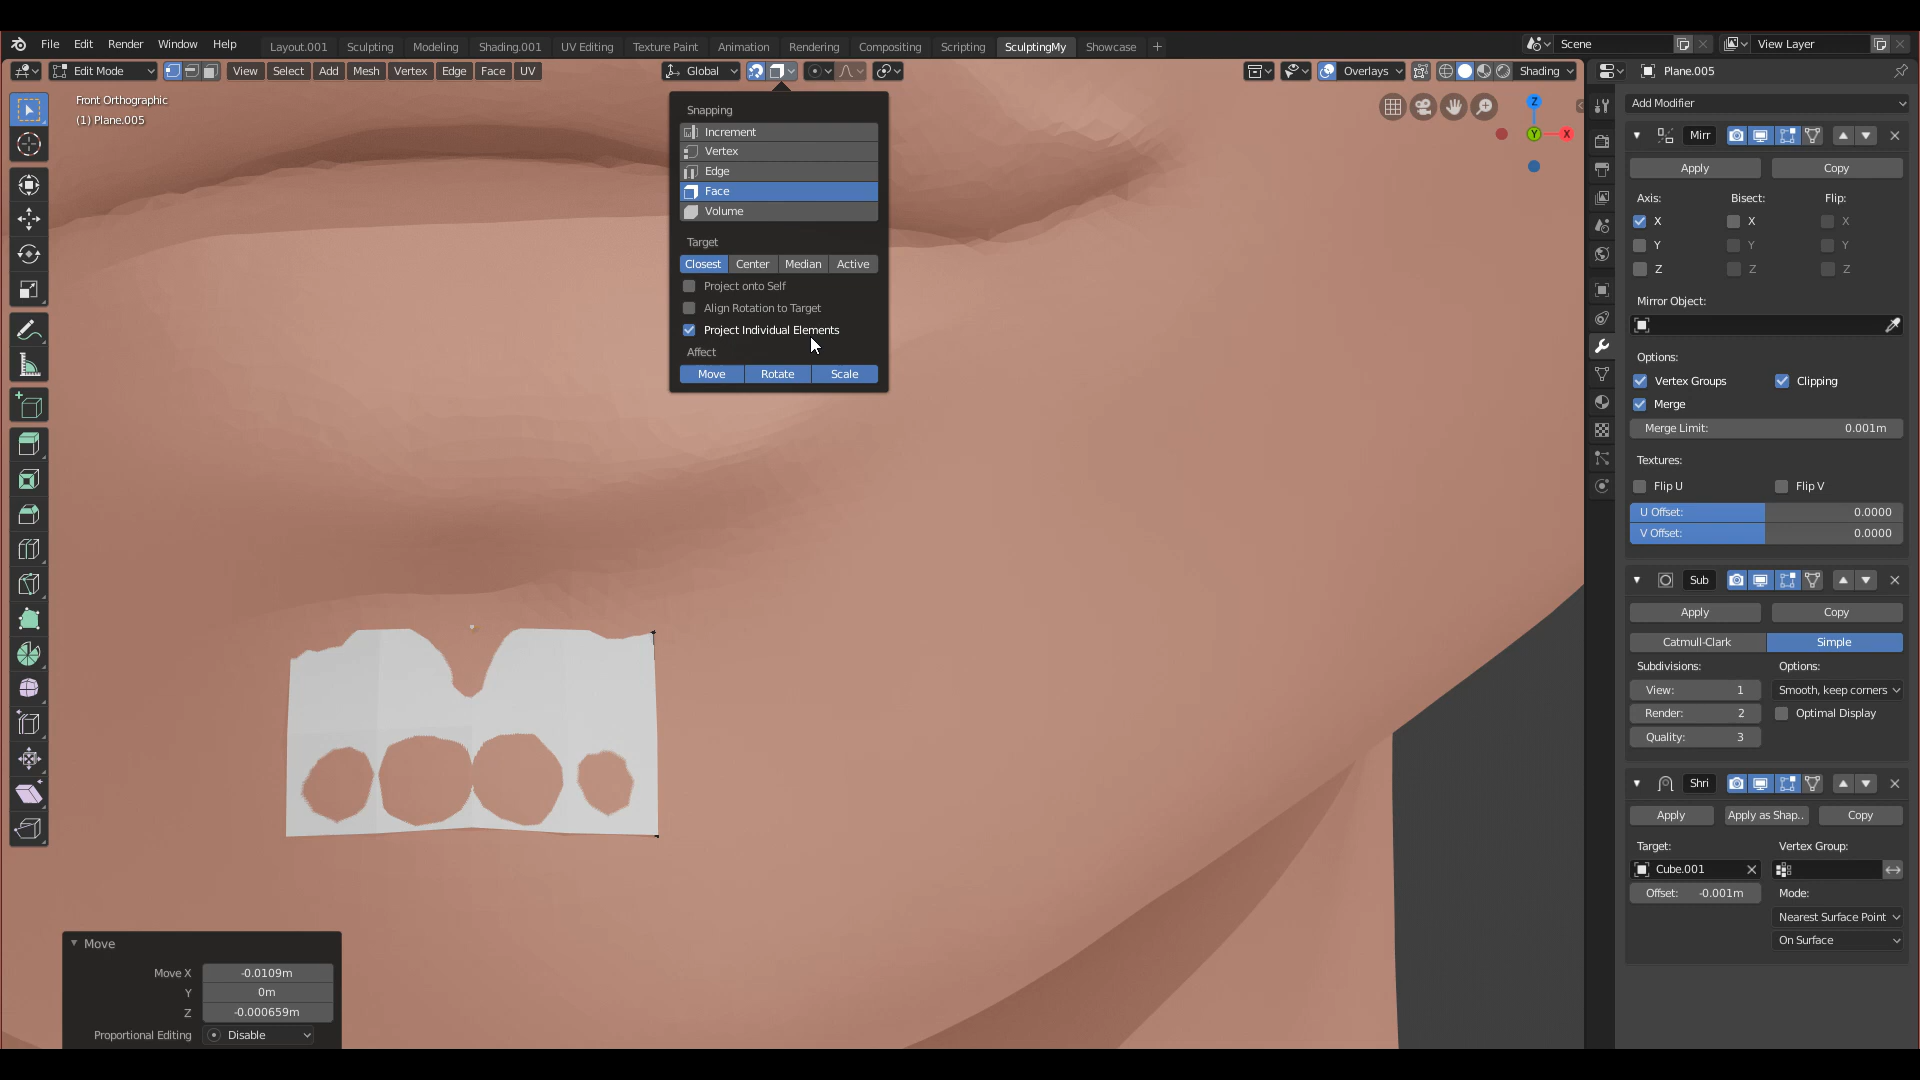 File Edit Render Window Help Layout.001 Sculpting Modeling Shading.001 UV Editing Texture Paint Animation Rendering Compositing Scripting SculptingMy Showcase + Scene View Layer
Edit Mode View Select Add Mesh Vertex Edge Face UV Global Overlays Shading Plane.005
Front Orthographic
(1) Plane.005
Snapping
Increment
Vertex
Edge
Face
Volume
Target
Closest Center Median Active
Project onto Self
Align Rotation to Target
Project Individual Elements
Affect
Move Rotate Scale
Z
Y
X
Move
Move X -0.0109m
Y 0m
Z -0.000659m
Proportional Editing Disable
Add Modifier
Mirr
Apply Copy
Axis: Bisect: Flip:
X X X
Y Y Y
Z Z Z
Mirror Object:
Options:
Vertex Groups Clipping
Merge
Merge Limit: 0.001m
Textures:
Flip U Flip V
U Offset: 0.0000
V Offset: 0.0000
Sub
Apply Copy
Catmull-Clark Simple
Subdivisions: Options:
View: 1 Smooth, keep corners
Render: 2 Optimal Display
Quality: 3
Shri
Apply Apply as Shap.. Copy
Target: Vertex Group:
Cube.001
Offset: -0.001m Mode:
Nearest Surface Point
On Surface